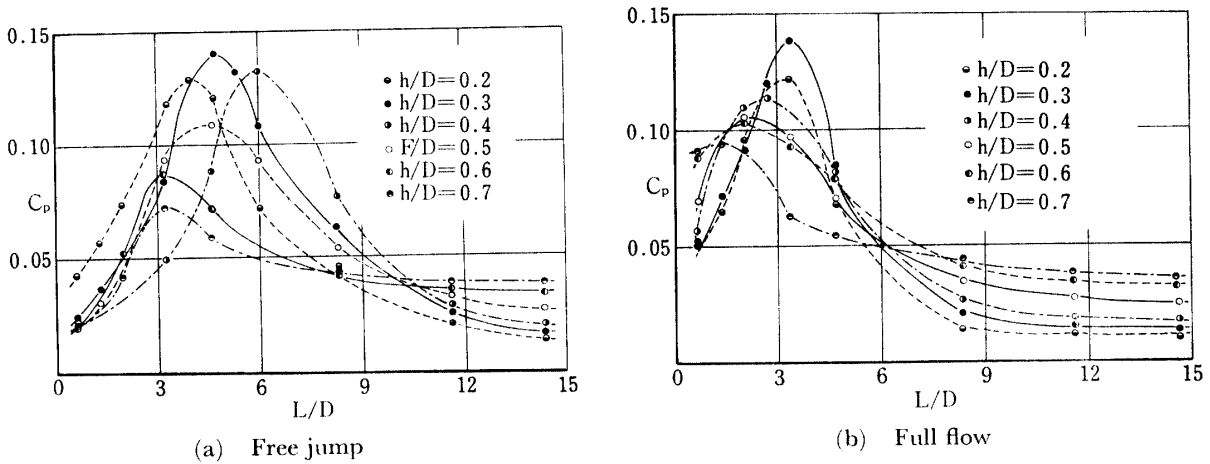 0.15
0.10
Cₚ
0.05
0 3 6 9 12 15
L/D
h/D=0.2
h/D=0.3
h/D=0.4
F/D=0.5
h/D=0.6
h/D=0.7
(a) Free jump
0.15
0.10
Cₚ
0.05
0
0 3 6 9 12 15
L/D
h/D=0.2
h/D=0.3
h/D=0.4
h/D=0.5
h/D=0.6
h/D=0.7
(b) Full flow